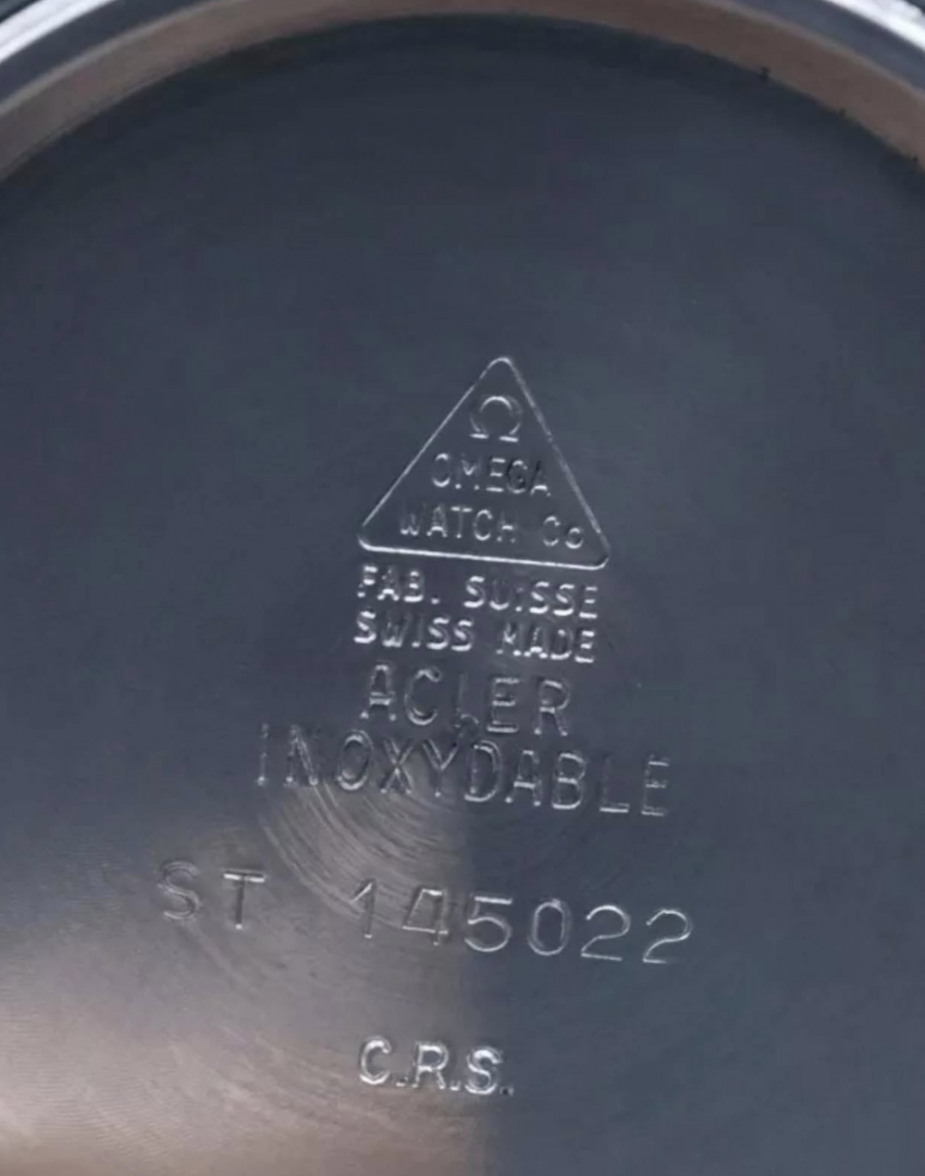 Ω
OMEGA
WATCH Co
FAB. SUISSE
SWISS MADE
ACIER
INOXYDABLE
ST 145022
C.R.S.